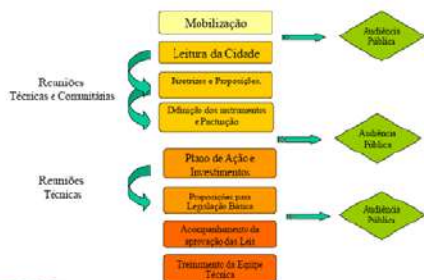 Mobilização
Leitura da Cidade
Diretrizes e Proposições.
Definição dos instrumentos
e Pactuação
Plano de Ação e
Investimentos
Proposições para
Legislação Básica
Acompanhamento da
aprovação das Leis
Treinamento da Equipe
Técnica
Reuniões
Técnicas e Comunitárias
Reuniões
Técnicas
Audiência
Pública
Audiência
Pública
Audiência
Pública